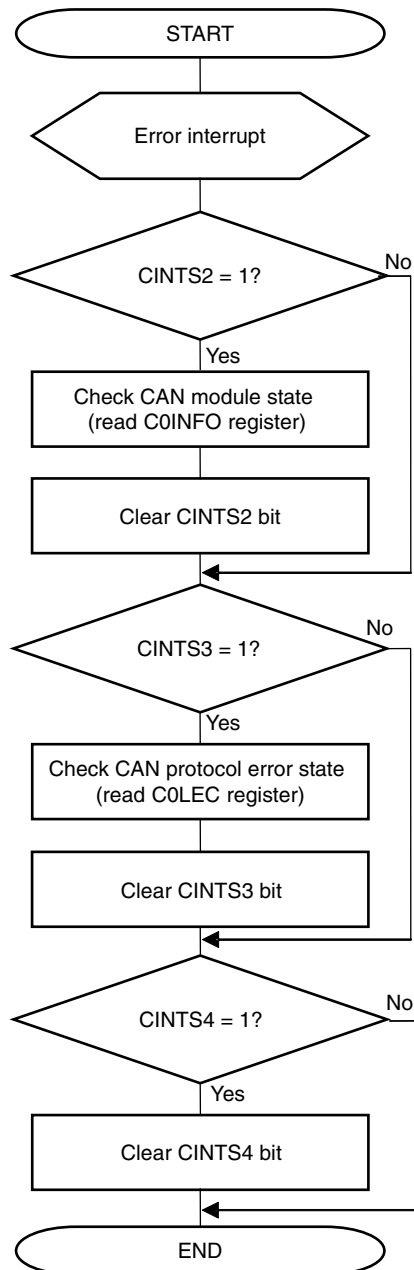 START
Error interrupt
CINTS2 = 1?
No
Yes
Check CAN module state
(read C0INFO register)
Clear CINTS2 bit
CINTS3 = 1?
No
Yes
Check CAN protocol error state
(read C0LEC register)
Clear CINTS3 bit
CINTS4 = 1?
No
Yes
Clear CINTS4 bit
END